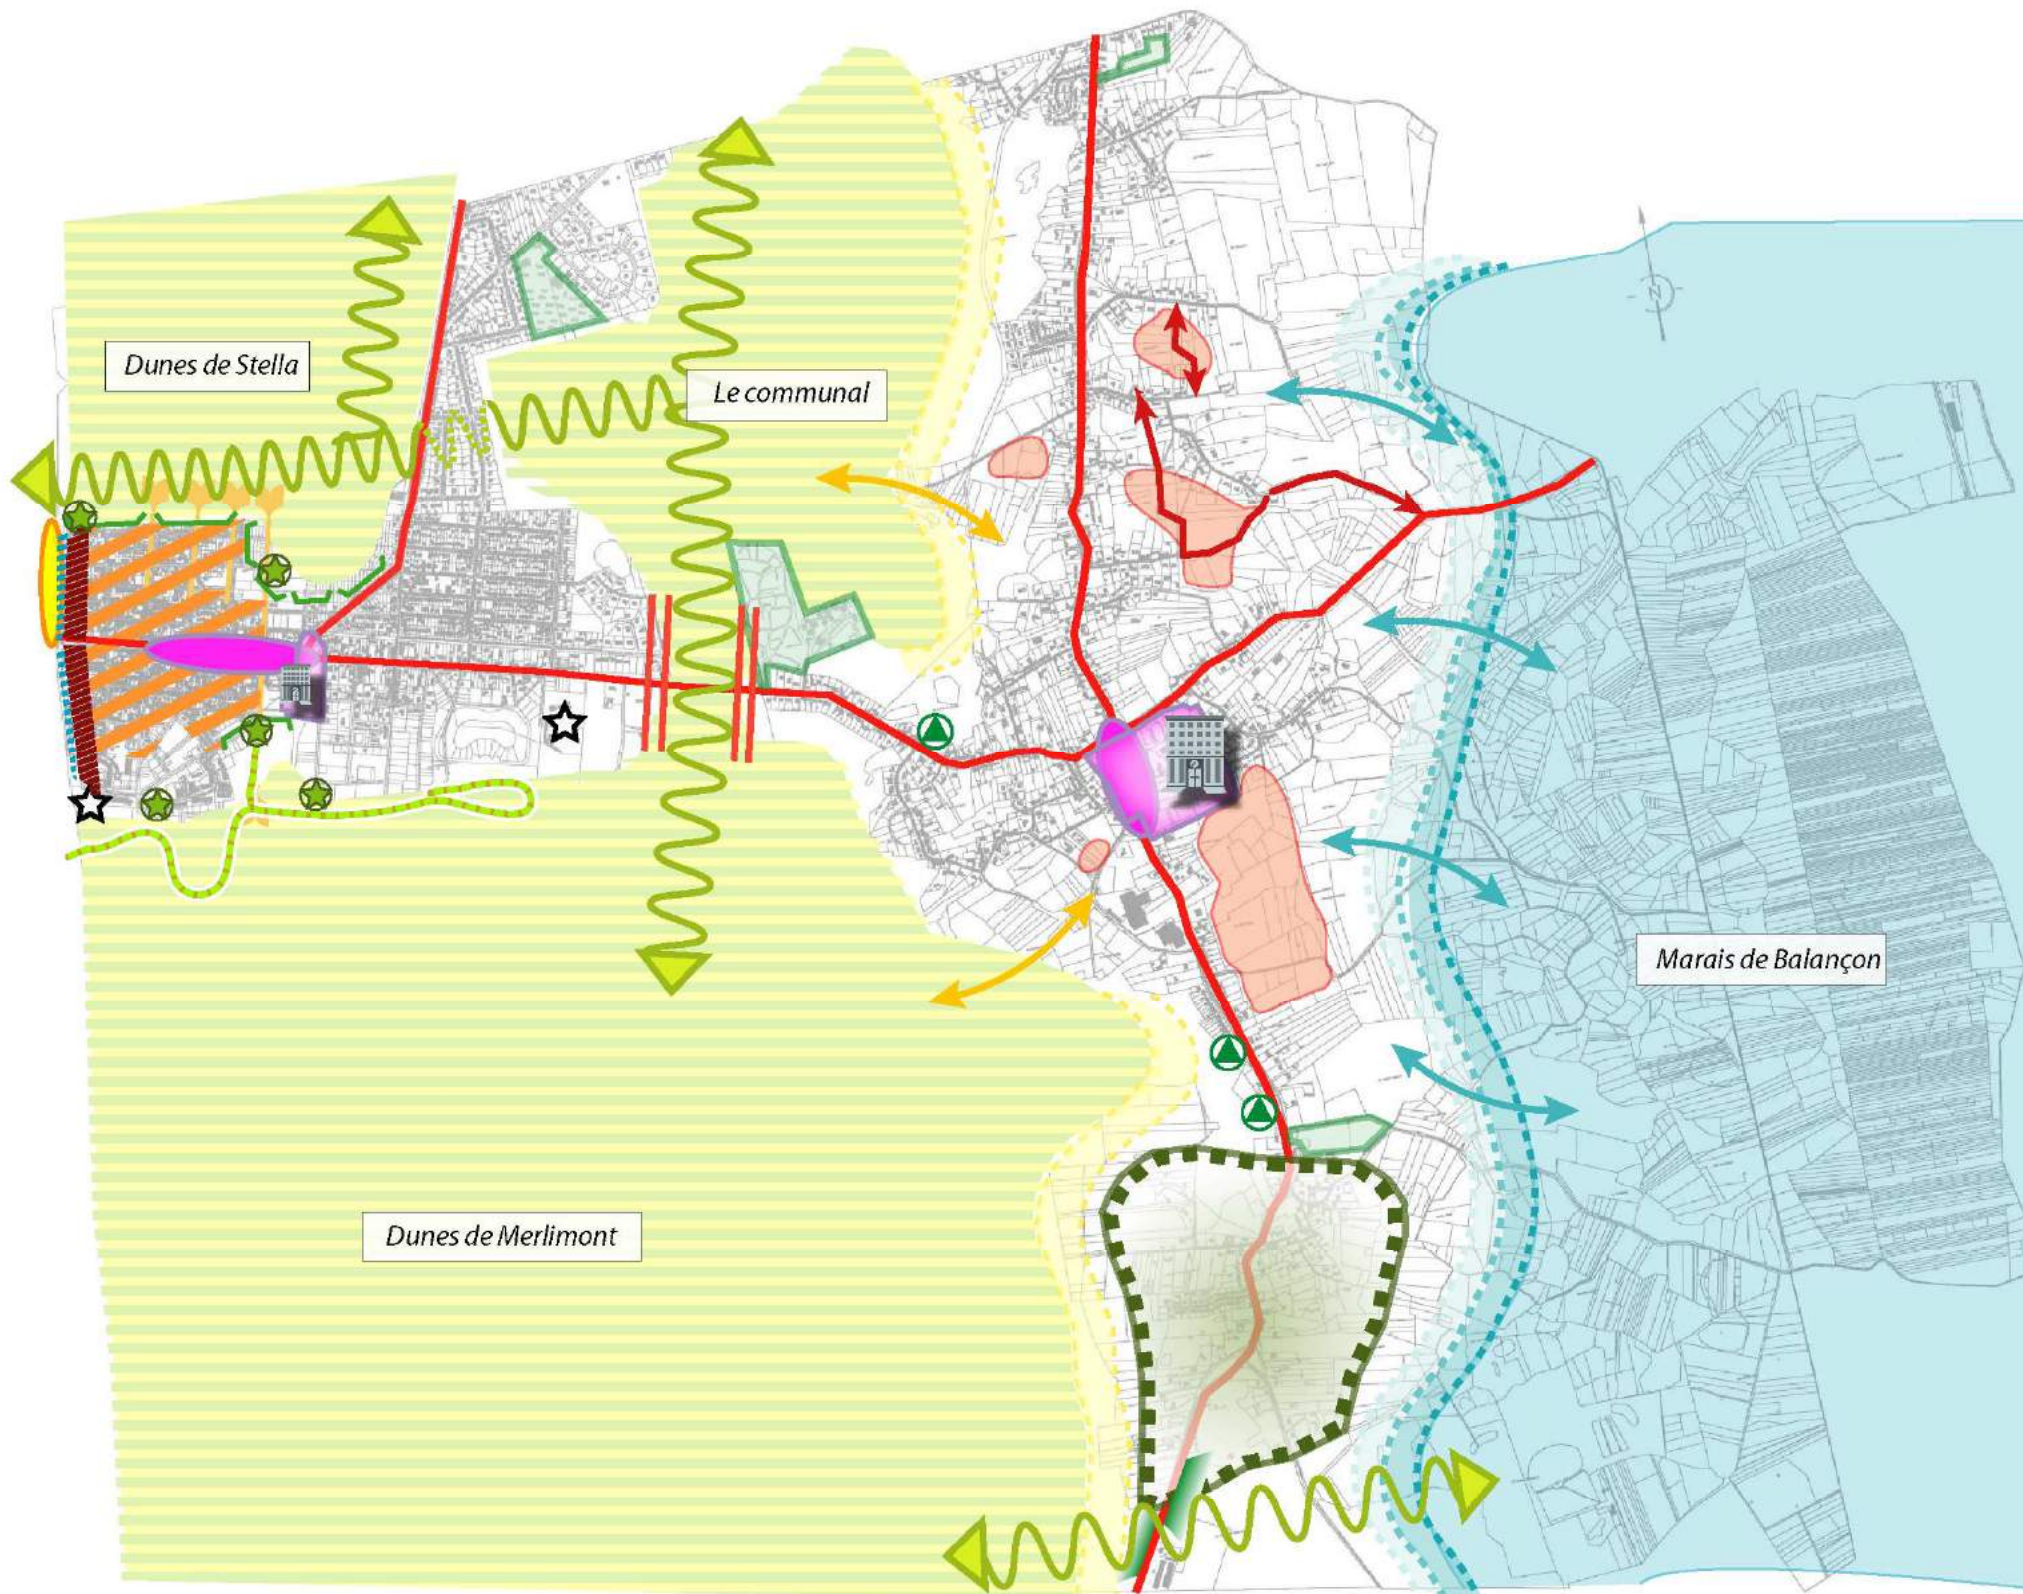 Dunes de Stella
Le communal
Marais de Balançon
Dunes de Merlimont
N